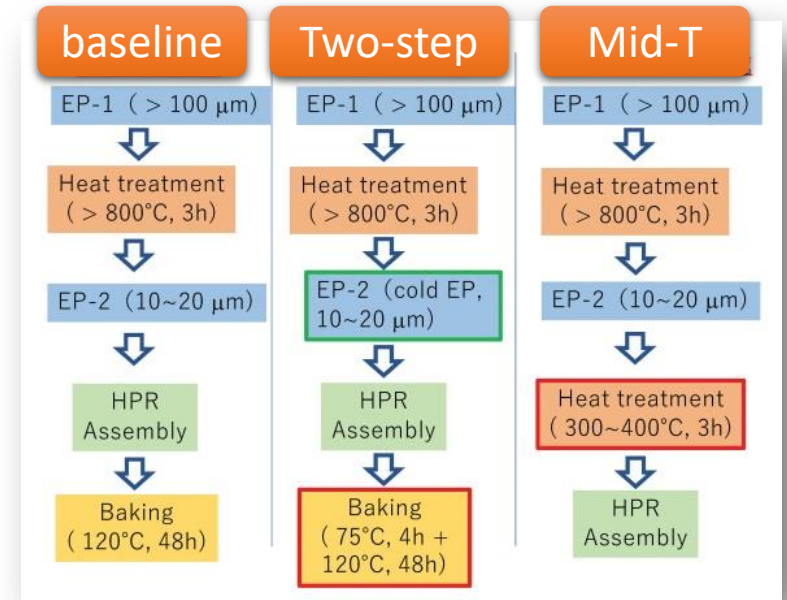 baseline
EP-1 ( > 100 μm)
Heat treatment
( > 800°C, 3h)
EP-2 (10~20 μm)
HPR
Assembly
Baking
( 120°C, 48h)
Two-step
EP-1 ( > 100 μm)
Heat treatment
( > 800°C, 3h)
EP-2 (cold EP,
10~20 μm)
HPR
Assembly
Baking
( 75°C, 4h +
120°C, 48h)
Mid-T
EP-1 ( > 100 μm)
Heat treatment
( > 800°C, 3h)
EP-2 (10~20 μm)
Heat treatment
( 300~400°C, 3h)
HPR
Assembly